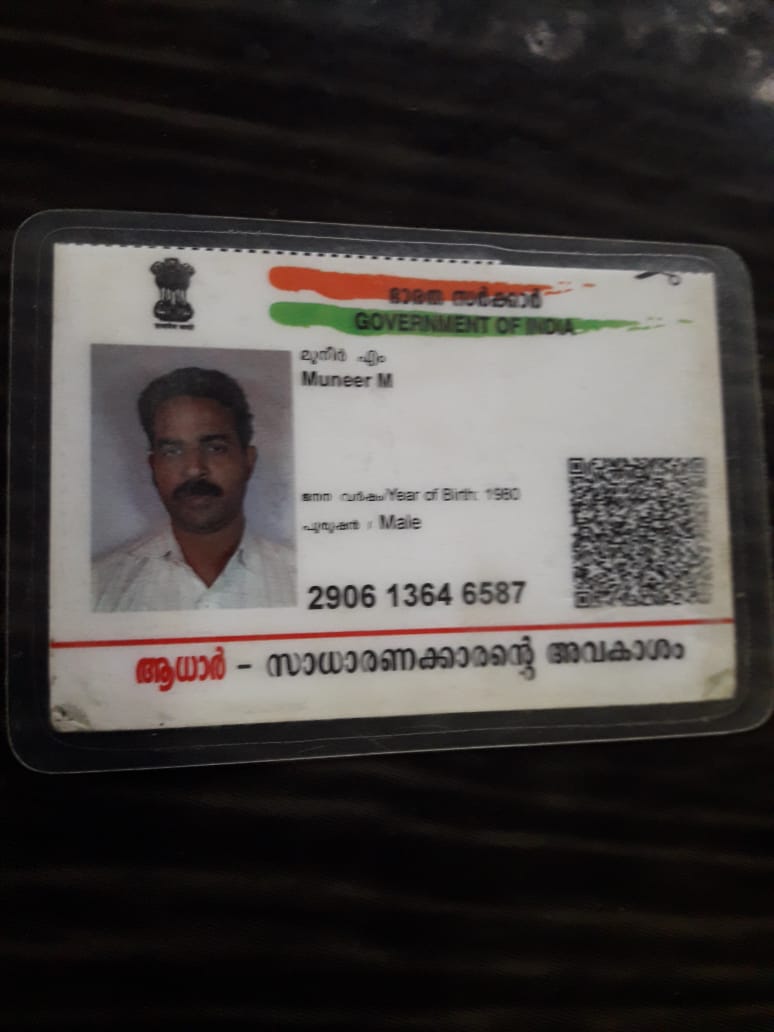 ഭാരത സർക്കാർ
GOVERNMENT OF INDIA
മുനീർ എം
Muneer M
ജനന വർഷം/Year of Birth: 1980
പുരുഷൻ / Male
2906 1364 6587
ആധാർ - സാധാരണക്കാരന്റെ അവകാശം